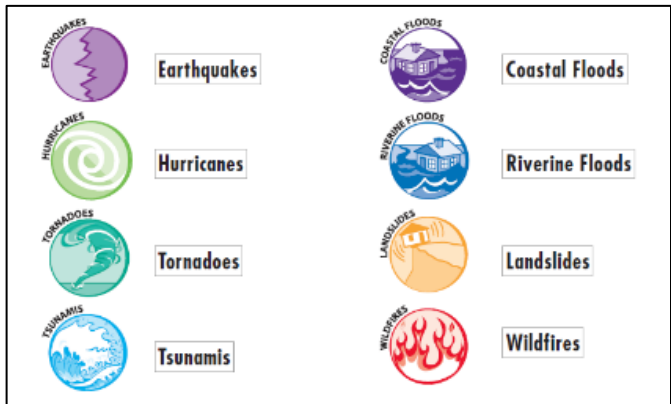 EARTHQUAKES
Earthquakes
COASTAL FLOODS
Coastal Floods
HURRICANES
Hurricanes
RIVERINE FLOODS
Riverine Floods
TORNADOES
Tornadoes
LANDSLIDES
Landslides
TSUNAMIS
Tsunamis
WILDFIRES
Wildfires